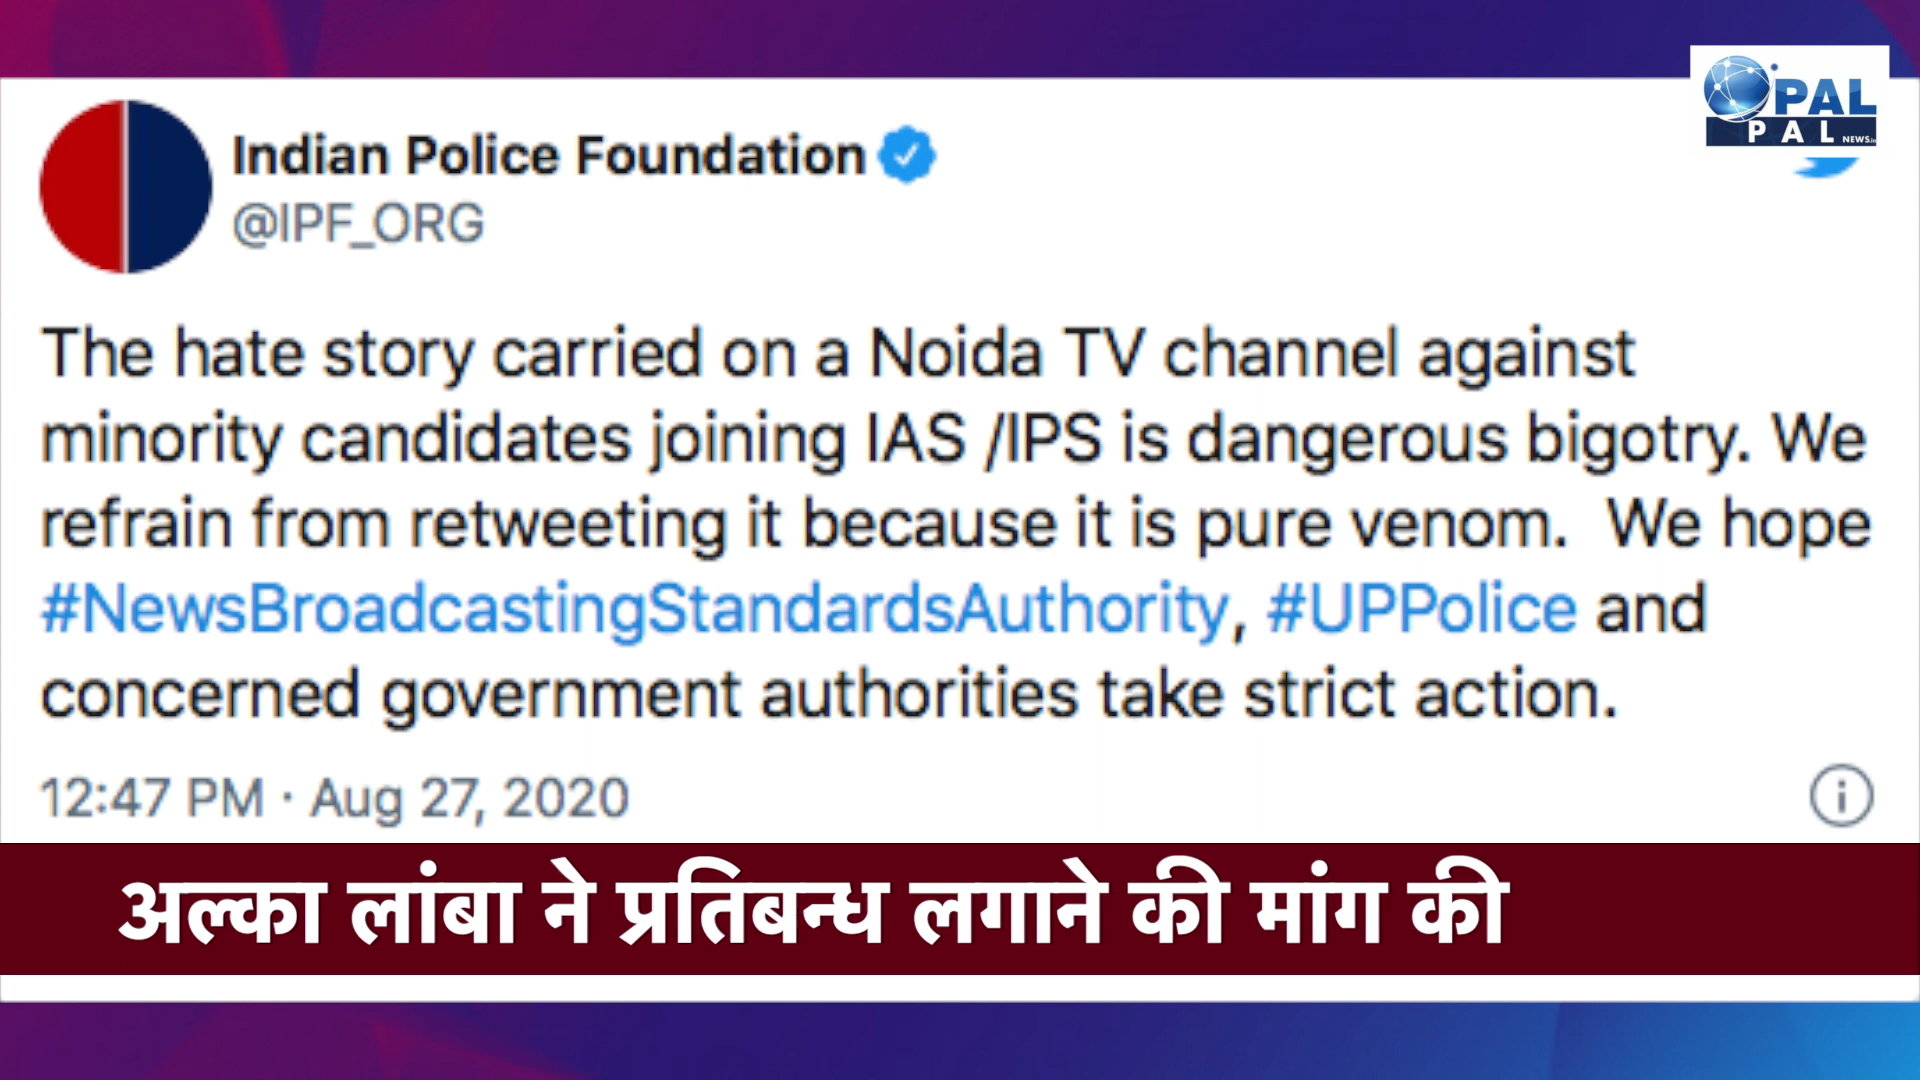 PAL
PAL NEWS.in
Indian Police Foundation
@IPF_ORG
The hate story carried on a Noida TV channel against
minority candidates joining IAS /IPS is dangerous bigotry. We
refrain from retweeting it because it is pure venom.  We hope
#NewsBroadcastingStandardsAuthority, #UPPolice and
concerned government authorities take strict action.
12:47 PM · Aug 27, 2020
अल्का लांबा ने प्रतिबन्ध लगाने की मांग की